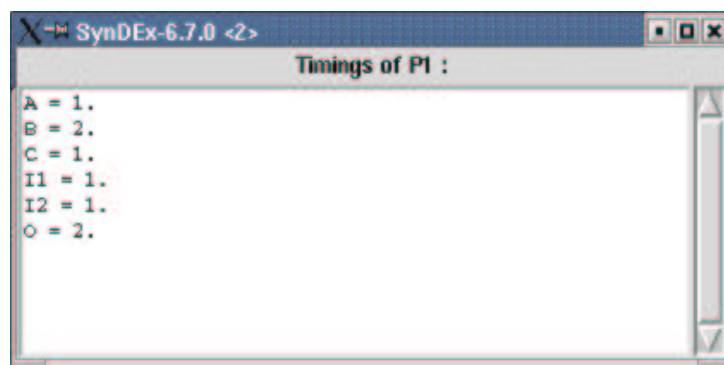 SynDEx-6.7.0 <2>
Timings of P1 :
A = 1.
B = 2.
C = 1.
I1 = 1.
I2 = 1.
O = 2.